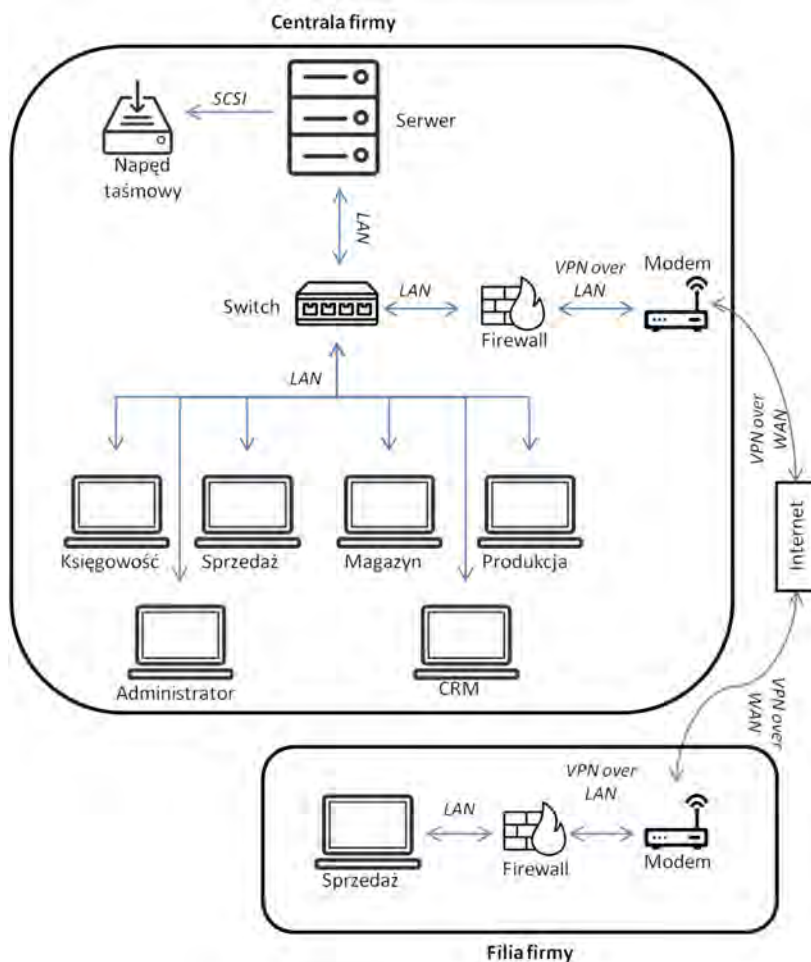 Centrala firmy
SCSI
Serwer
Napęd
taśmowy
LAN
VPN over
LAN
Modem
Switch
LAN
Firewall
LAN
VPN over
WAN
Księgowość
Sprzedaż
Magazyn
Produkcja
Internet
Administrator
CRM
VPN over
WAN
VPN over
LAN
LAN
Sprzedaż
Firewall
Modem
Filia firmy